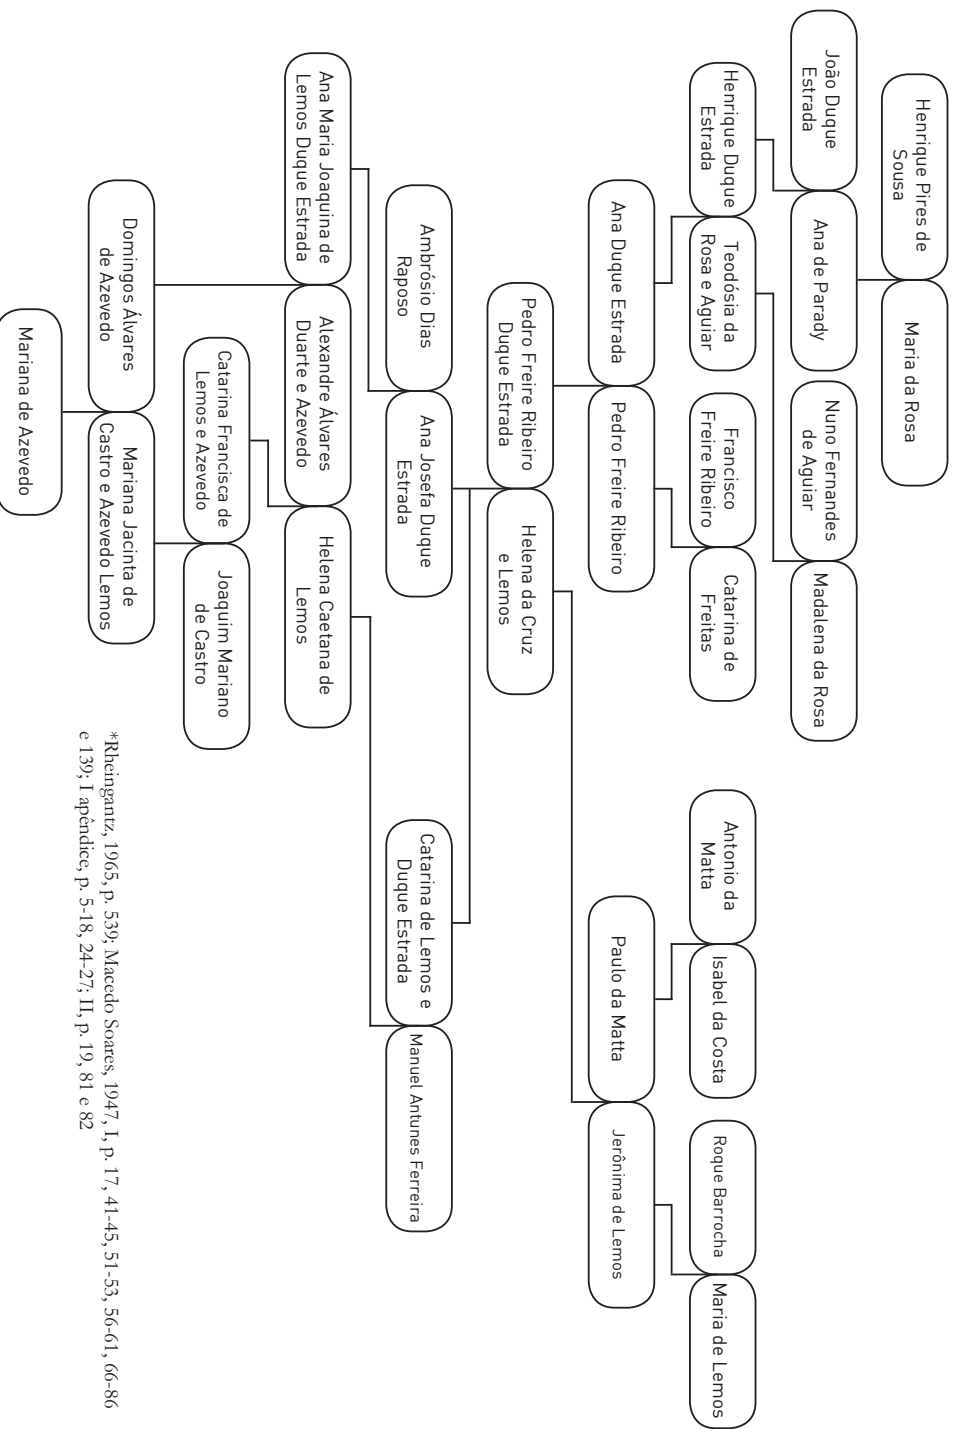 Henrique Pires de
Sousa
Maria da Rosa
João Duque
Estrada
Ana de Parady
Nuno Fernandes
de Aguiar
Madalena da Rosa
Henrique Duque
Estrada
Teodósia da
Rosa e Aguiar
Francisco
Freire Ribeiro
Catarina de
Freitas
Antonio da
Matta
Isabel da Costa
Roque Barrocha
Maria de Lemos
Ana Duque Estrada
Pedro Freire Ribeiro
Paulo da Matta
Jerônima de Lemos
Pedro Freire Ribeiro
Duque Estrada
Helena da Cruz
e Lemos
Ambrósio Dias
Raposo
Ana Josefa Duque
Estrada
Catarina de Lemos e
Duque Estrada
Manuel Antunes Ferreira
Ana Maria Joaquina de
Lemos Duque Estrada
Alexandre Álvares
Duarte e Azevedo
Helena Caetana de
Lemos
Catarina Francisca de
Lemos e Azevedo
Joaquim Mariano
de Castro
Domingos Álvares
de Azevedo
Mariana Jacinta de
Castro e Azevedo Lemos
Mariana de Azevedo
*Rheingantz, 1965, p. 539; Macedo Soares, 1947, I, p. 17, 41-45, 51-53, 56-61, 66-86
e 139; I apêndice, p. 5-18, 24-27; II, p. 19, 81 e 82